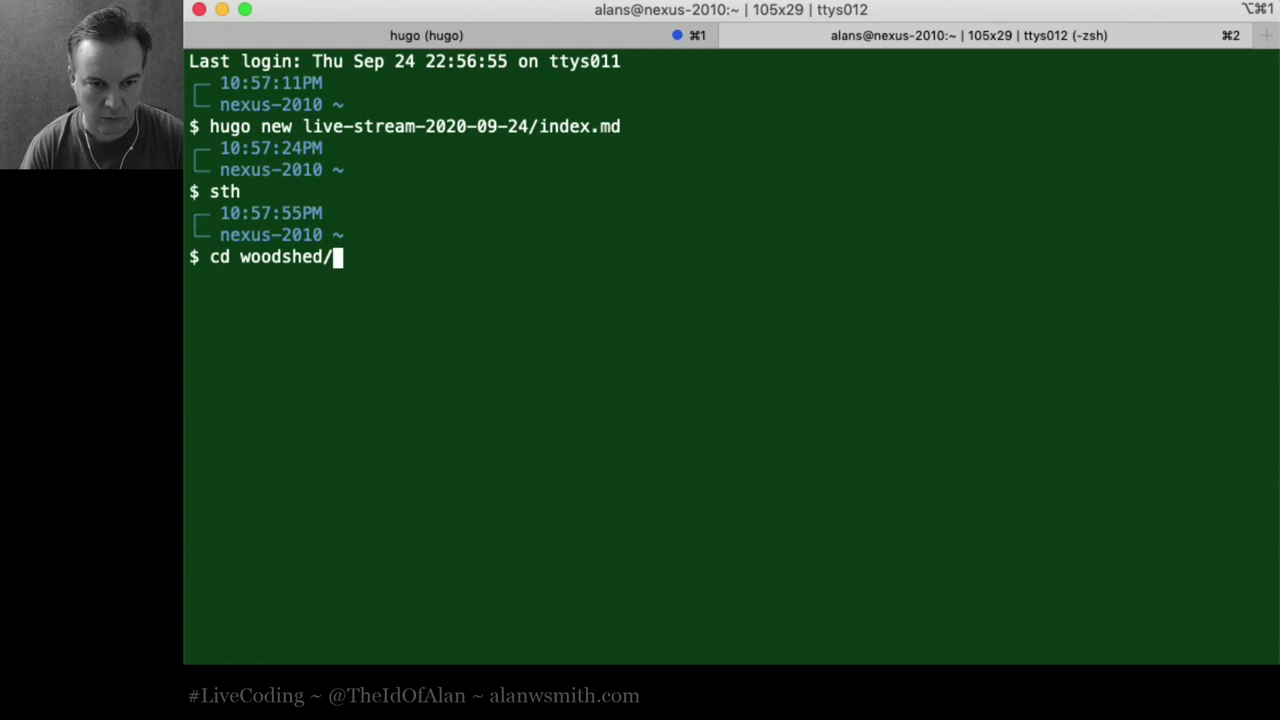 alans@nexus-2010:~ | 105x29 | ttys012
⌥⌘1
hugo (hugo)
⌘1
alans@nexus-2010:~ | 105x29 | ttys012 (-zsh)
⌘2
Last login: Thu Sep 24 22:56:55 on ttys011
10:57:11PM
nexus-2010 ~
$ hugo new live-stream-2020-09-24/index.md
10:57:24PM
nexus-2010 ~
$ sth
10:57:55PM
nexus-2010 ~
$ cd woodshed/
#LiveCoding ~ @TheIdOfAlan ~ alanwsmith.com